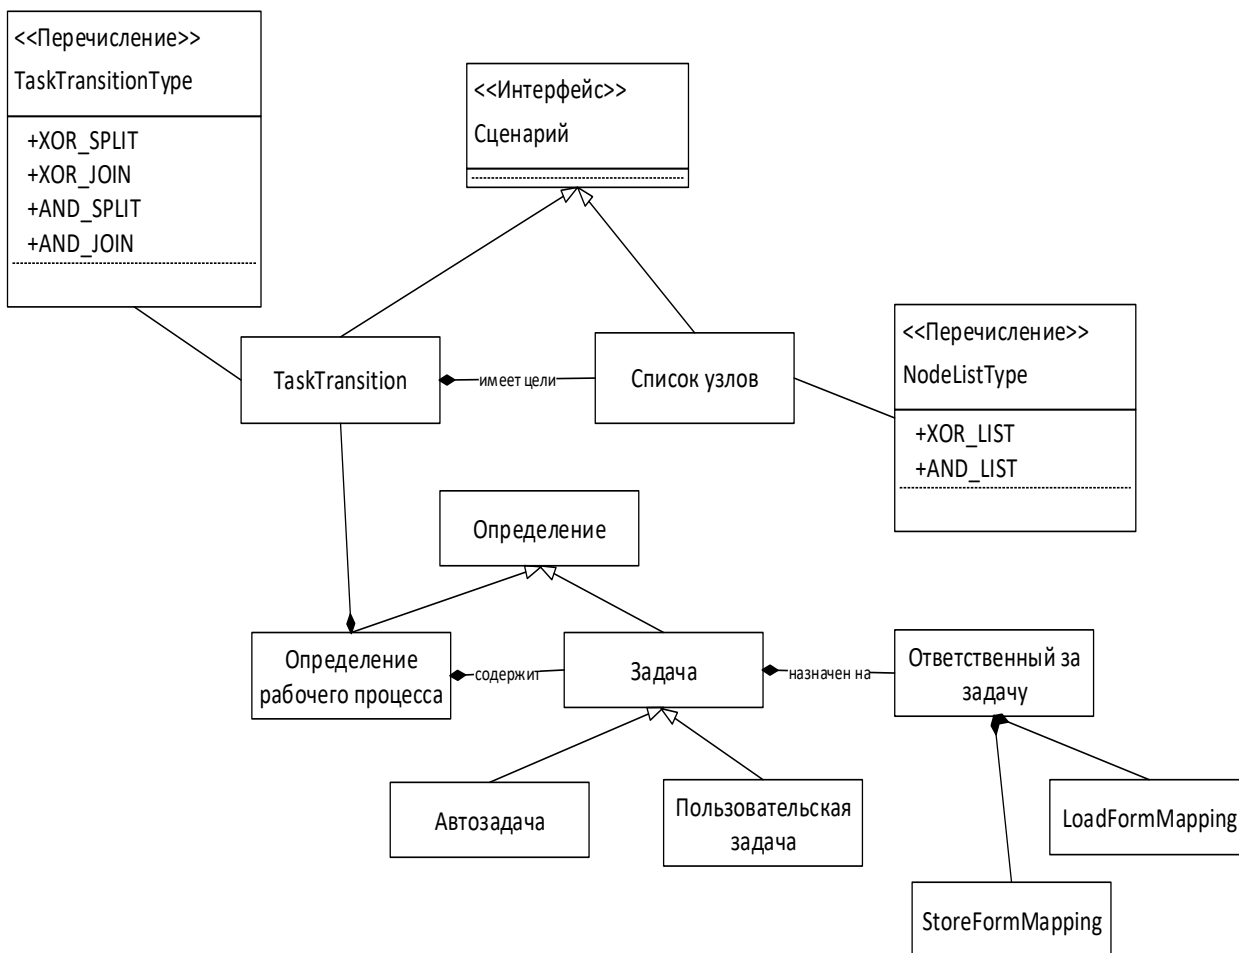 <<Перечисление>>
TaskTransitionType
+XOR_SPLIT
+XOR_JOIN
+AND_SPLIT
+AND_JOIN
<<Интерфейс>>
Сценарий
TaskTransition
имеет цели
Список узлов
<<Перечисление>>
NodeListType
+XOR_LIST
+AND_LIST
Определение
Определение
рабочего процесса
содержит
Задача
назначен на
Ответственный за
задачу
Автозадача
Пользовательская
задача
LoadFormMapping
StoreFormMapping